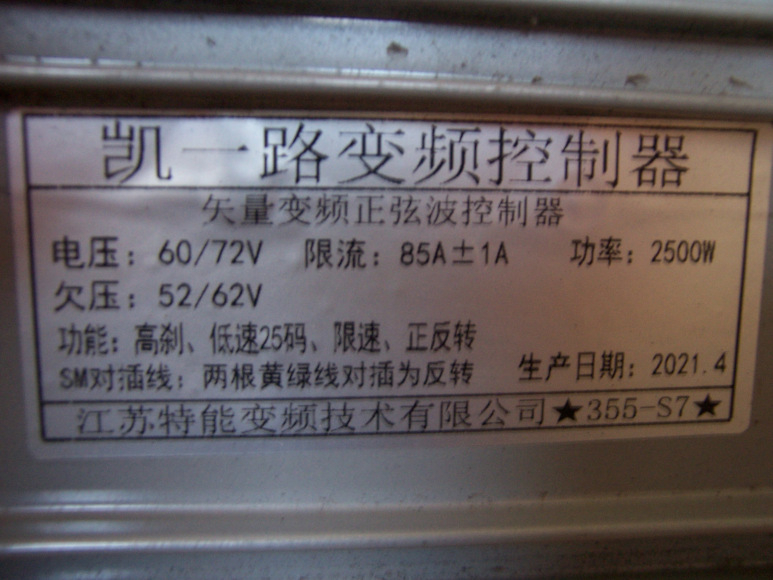 凯一路变频控制器
矢量变频正弦波控制器
电压：60/72V 限流：85A±1A 功率：2500W
欠压：52/62V
功能：高刹、低速25码、限速、正反转
SM对插线：两根黄绿线对插为反转 生产日期：2021.4
江苏特能变频技术有限公司★355-S7★